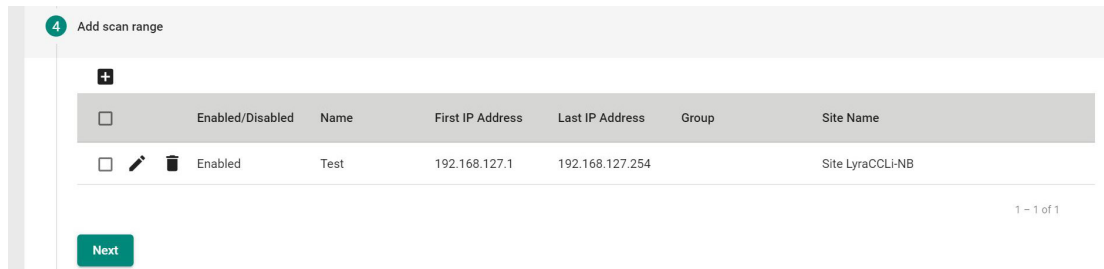 4 Add scan range
Enabled/Disabled Name First IP Address Last IP Address Group Site Name
Enabled Test 192.168.127.1 192.168.127.254 Site LyraCCLi-NB
1 – 1 of 1
Next